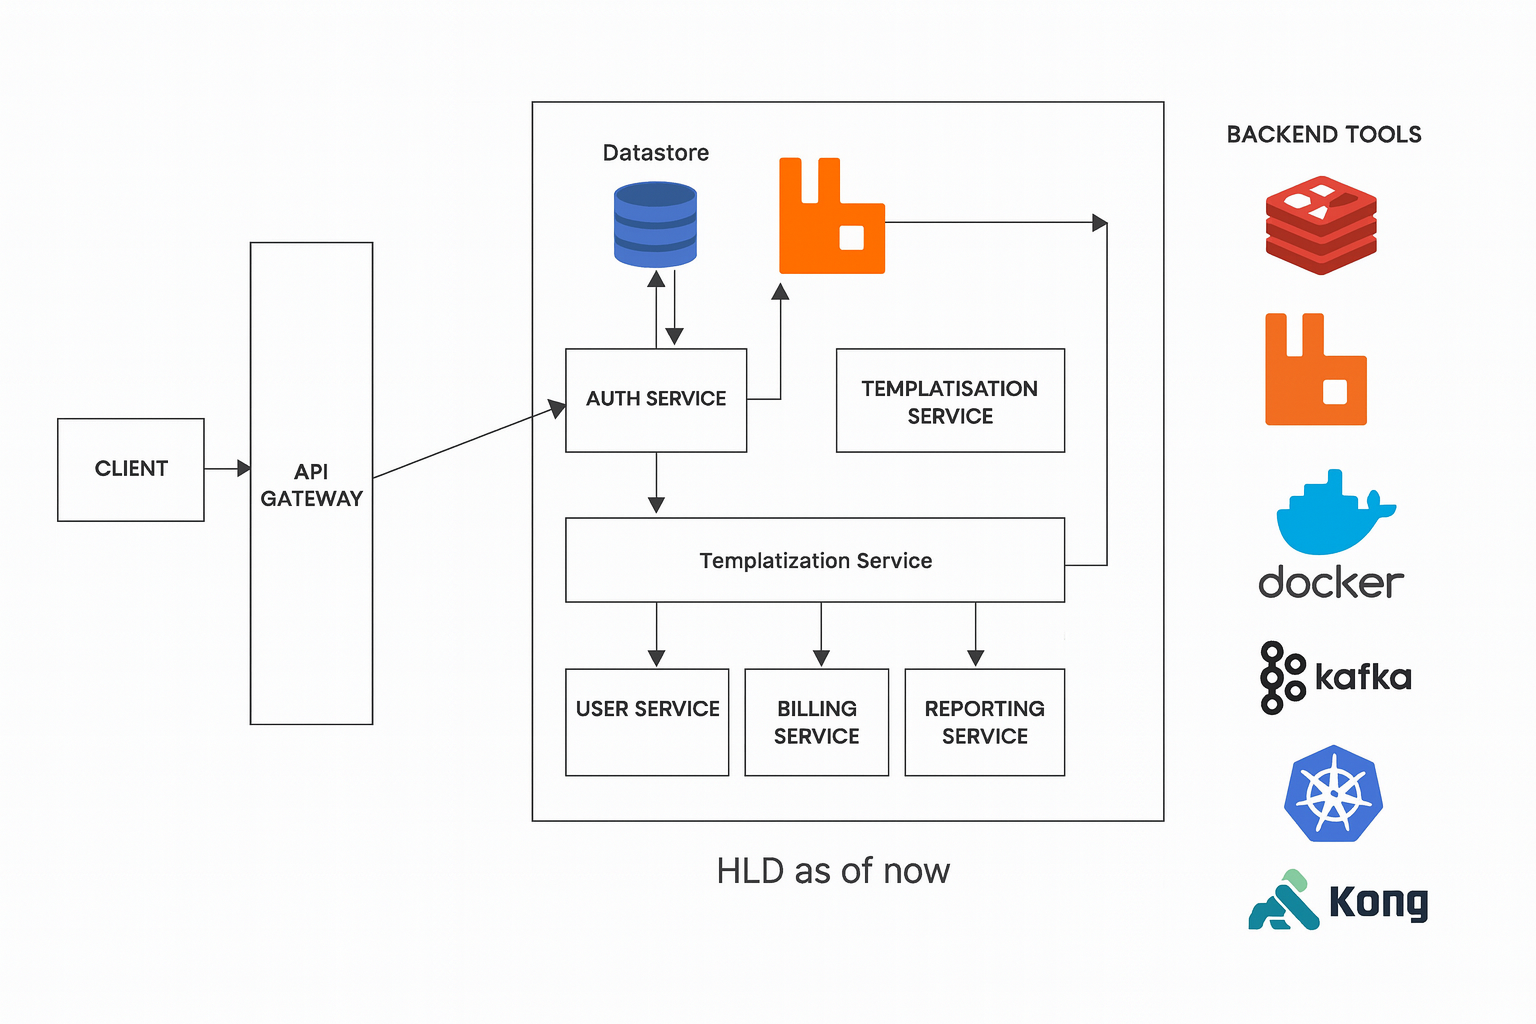 BACKEND TOOLS
Datastore
AUTH SERVICE
TEMPLATISATION
SERVICE
CLIENT
API
GATEWAY
Templatization Service
USER SERVICE
BILLING
SERVICE
REPORTING
SERVICE
HLD as of now
docker
kafka
Kong